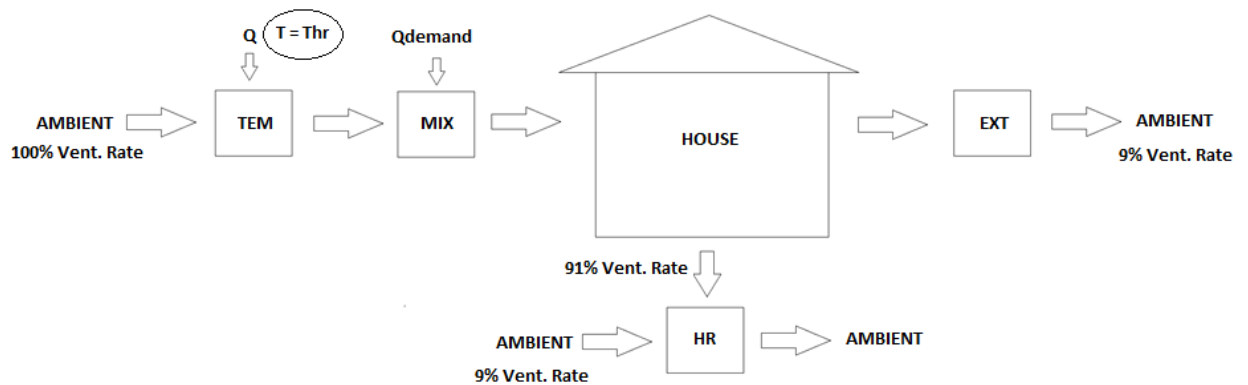 Q
T = Thr
Qdemand
AMBIENT
100% Vent. Rate
TEM
MIX
HOUSE
EXT
AMBIENT
9% Vent. Rate
91% Vent. Rate
AMBIENT
9% Vent. Rate
HR
AMBIENT